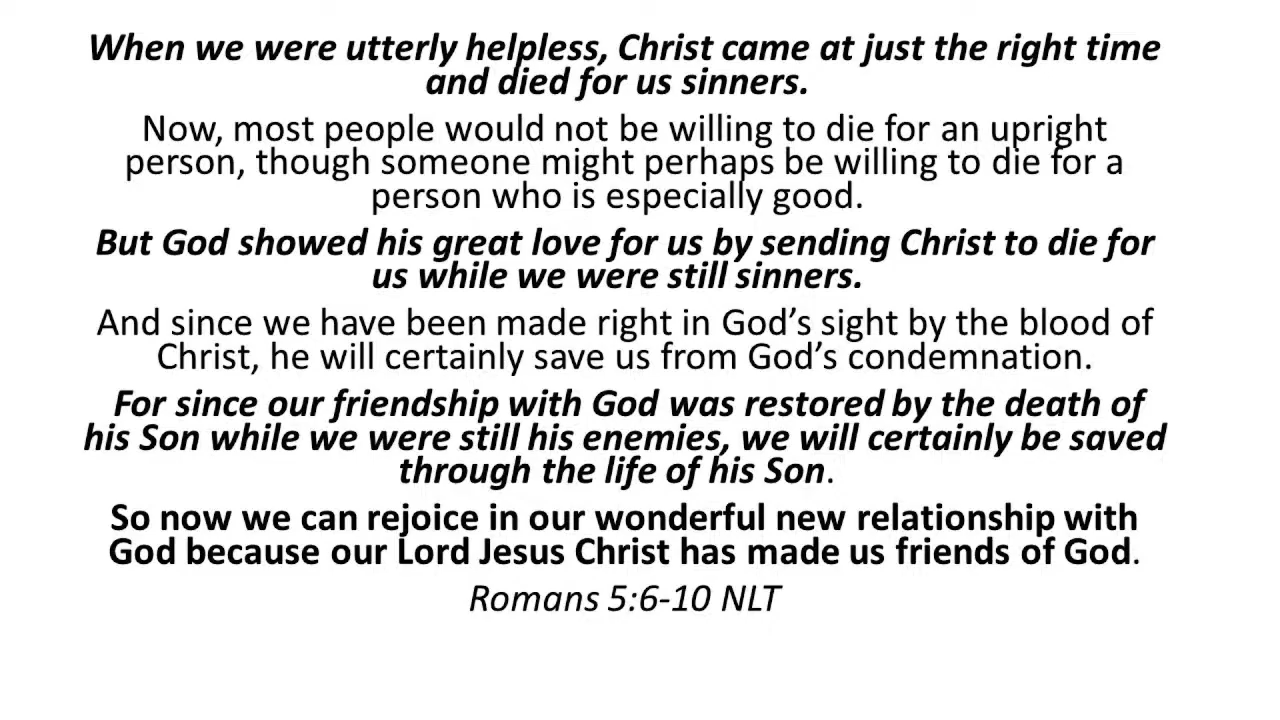 When we were utterly helpless, Christ came at just the right time
and died for us sinners.
Now, most people would not be willing to die for an upright
person, though someone might perhaps be willing to die for a
person who is especially good.
But God showed his great love for us by sending Christ to die for
us while we were still sinners.
And since we have been made right in God’s sight by the blood of
Christ, he will certainly save us from God’s condemnation.
For since our friendship with God was restored by the death of
his Son while we were still his enemies, we will certainly be saved
through the life of his Son.
So now we can rejoice in our wonderful new relationship with
God because our Lord Jesus Christ has made us friends of God.
Romans 5:6-10 NLT